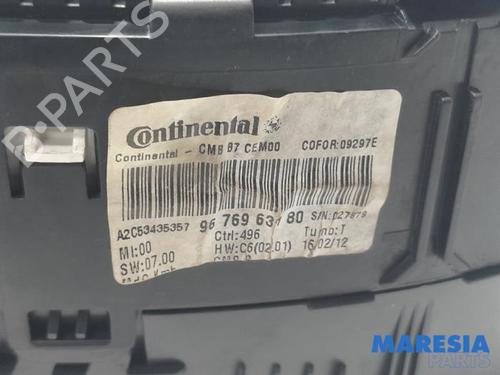 Continental
Continental - CMB B7 CEM00 COFOR:09297E
A2C53435357 96 769 63 80 S/N:027879
MI:00 Ctrl:496 Tuino:T
SW:07.00 HW:C6(02.01) 16/02/12
B-PARTS
MARESIA
PARTS